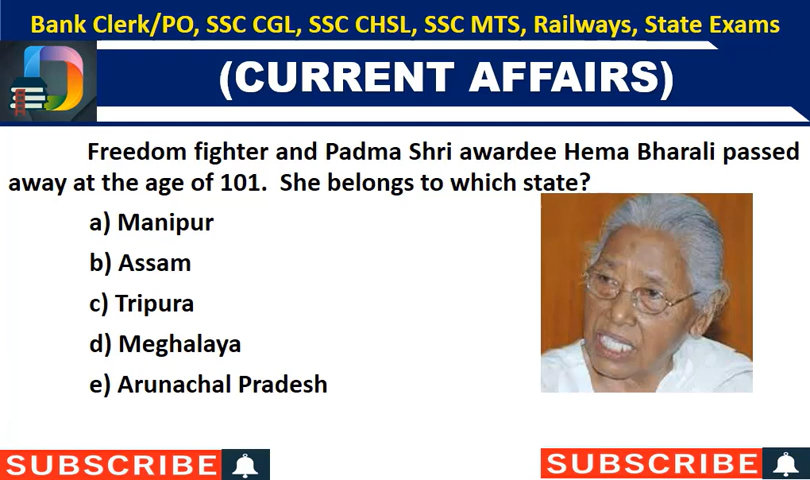 Bank Clerk/PO, SSC CGL, SSC CHSL, SSC MTS, Railways, State Exams
(CURRENT AFFAIRS)
Freedom fighter and Padma Shri awardee Hema Bharali passed
away at the age of 101. She belongs to which state?
a) Manipur
b) Assam
c) Tripura
d) Meghalaya
e) Arunachal Pradesh
SUBSCRIBE
SUBSCRIBE